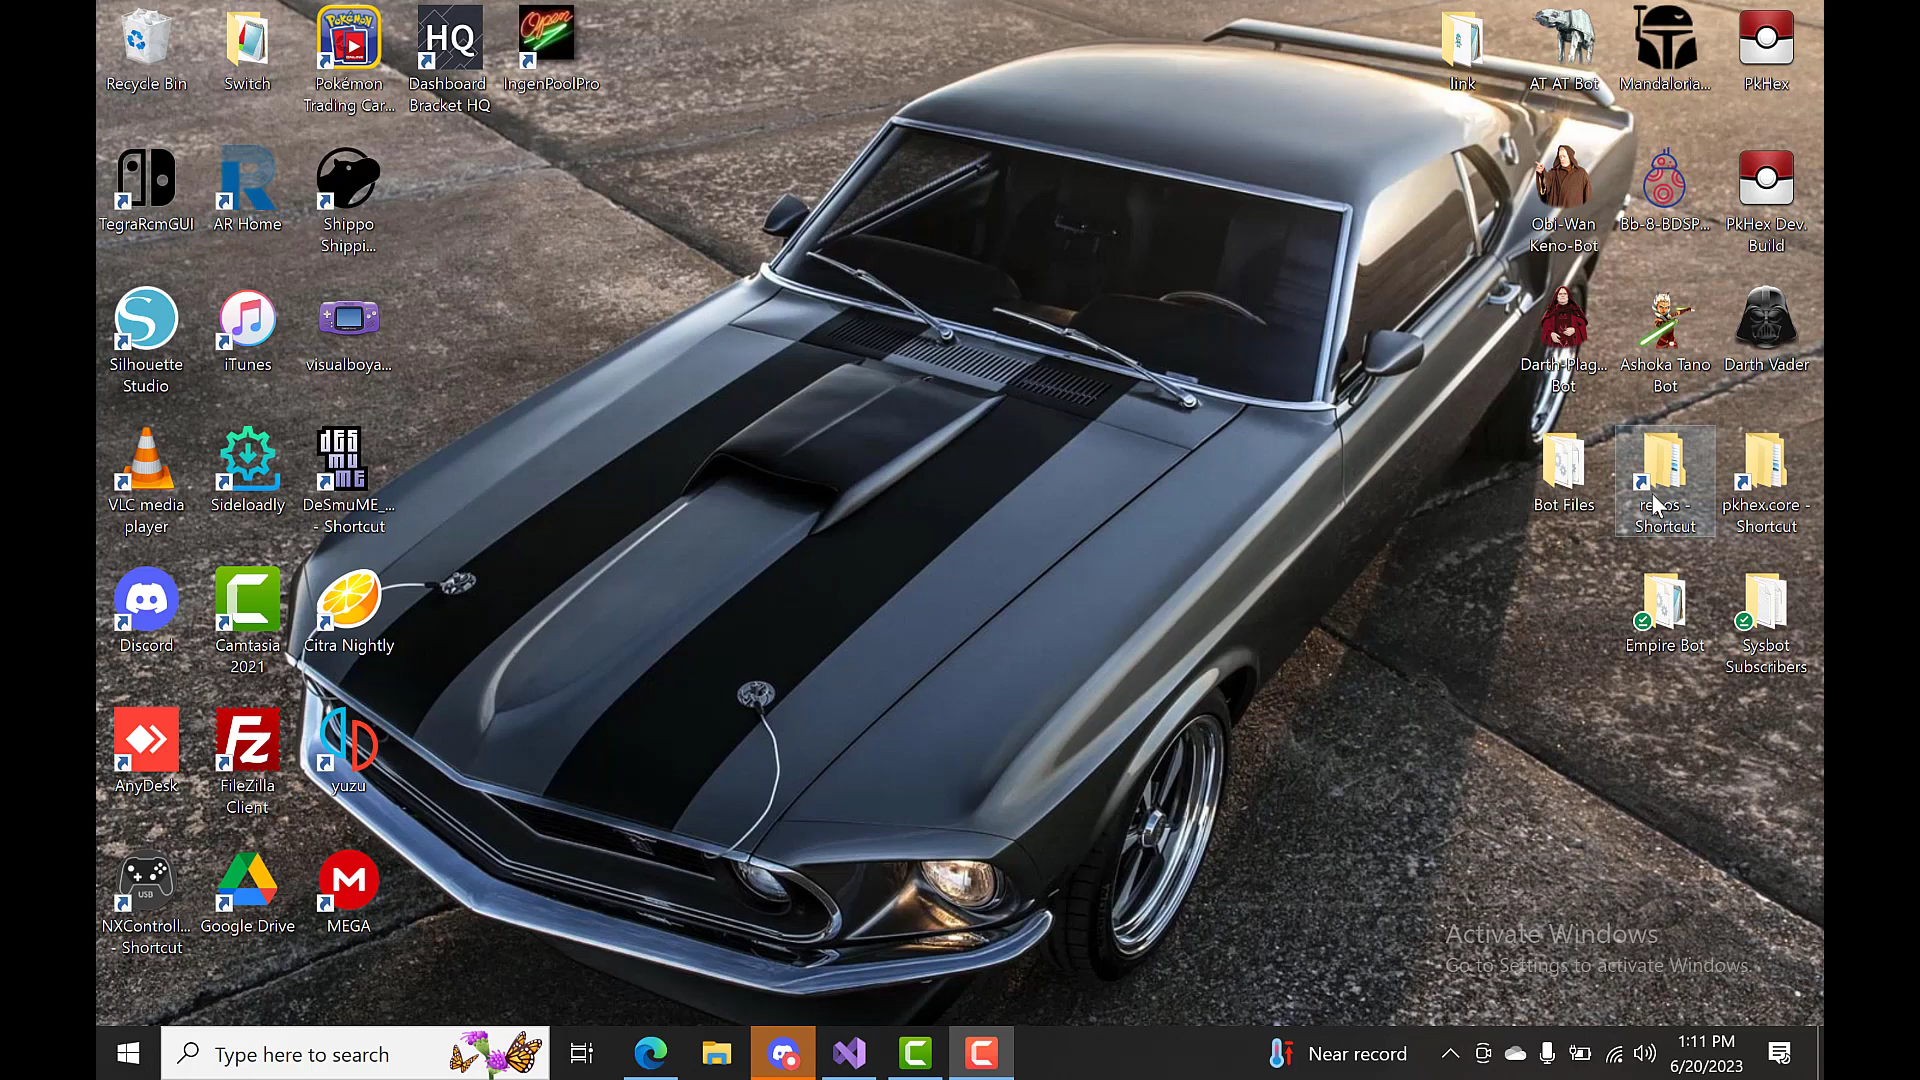 Recycle Bin
Switch
Pokémon
Trading Car...
HQ
Dashboard
Bracket HQ
Open
IngenPoolPro
link
AT AT Bot
Mandaloria...
PkHex
TegraRcmGUI
AR Home
Shippo
Shippi...
Obi-Wan
Keno-Bot
Bb-8-BDSP...
PkHex Dev.
Build
Silhouette
Studio
iTunes
visualboya...
Darth-Plag...
Bot
Ashoka Tano
Bot
Darth Vader
VLC media
player
Sideloadly
DeSmuME_...
- Shortcut
Bot Files
Shortcut
pkhex.core -
Shortcut
Discord
Camtasia
2021
Citra Nightly
Empire Bot
Sysbot
Subscribers
AnyDesk
FileZilla
Client
yuzu
NXControll...
- Shortcut
Google Drive
MEGA
Activate Windows
Go to Settings to activate Windows.
Type here to search
Near record
1:11 PM
6/20/2023